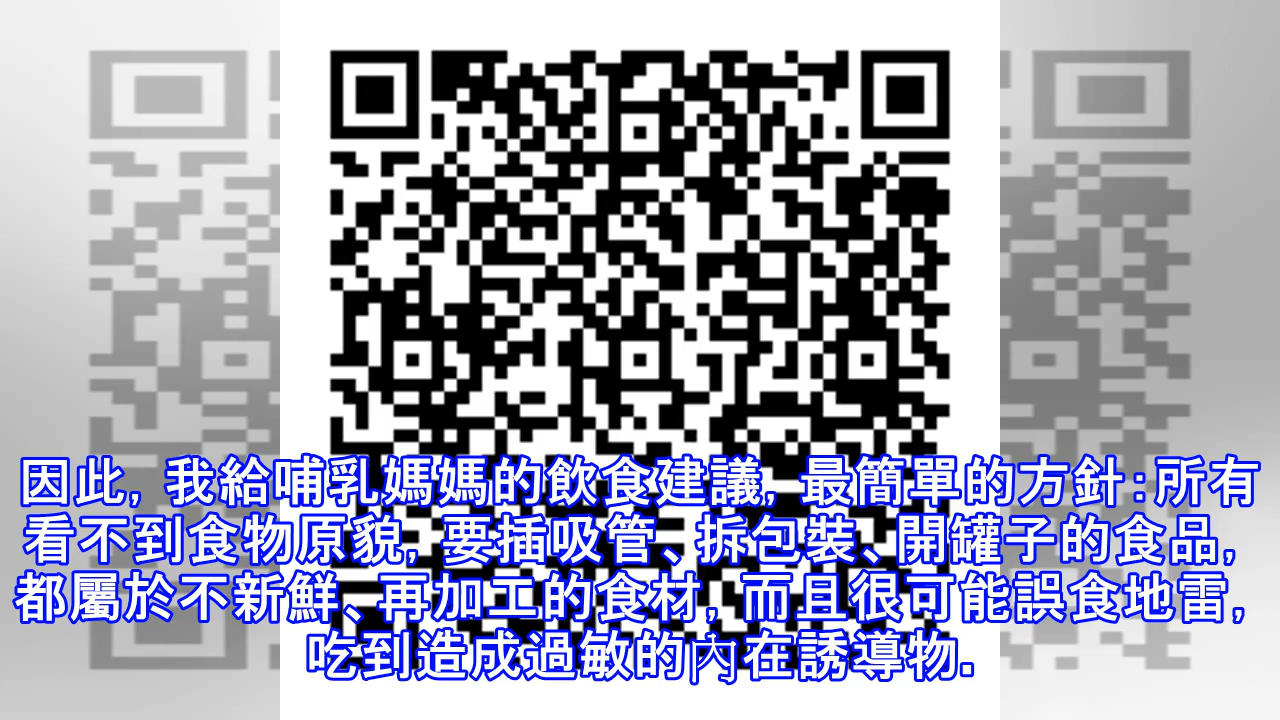 因此, 我給哺乳媽媽的飲食建議, 最簡單的方針:所有
看不到食物原貌, 要插吸管、拆包裝、開罐子的食品,
都屬於不新鮮、再加工的食材, 而且很可能誤食地雷,
吃到造成過敏的內在誘導物.